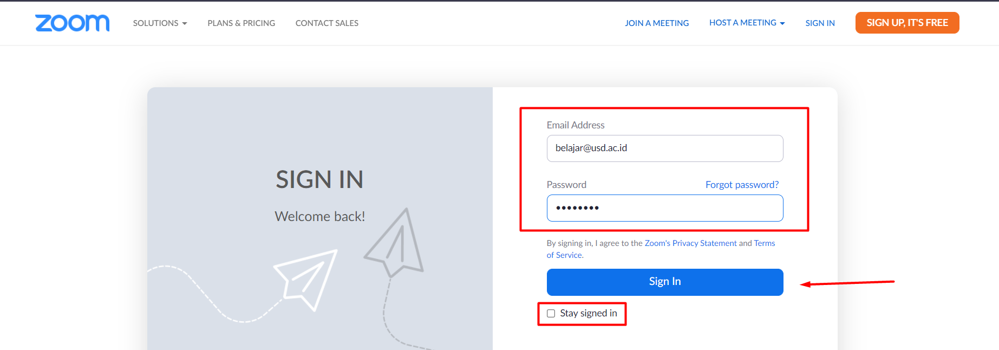 zoom SOLUTIONS PLANS & PRICING CONTACT SALES JOIN A MEETING HOST A MEETING SIGN IN SIGN UP, IT'S FREE
SIGN IN
Welcome back!
Email Address
belajar@usd.ac.id
Password Forgot password?
••••••••
By signing in, I agree to the Zoom's Privacy Statement and Terms
of Service.
Sign In
Stay signed in